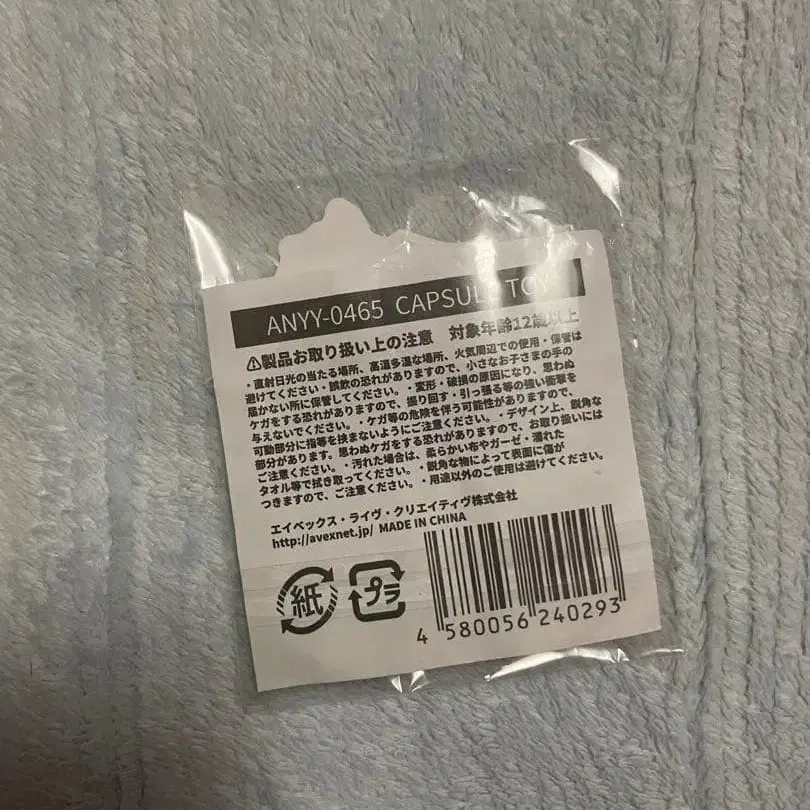 ANYY-0465 CAPSULE TOY
⚠製品お取り扱い上の注意 対象年齢12歳以上
・直射日光の当たる場所、高温多湿な場所、火気周辺での使用・保管は
避けてください・誤飲の恐れがありますので、小さなお子さまの手の
届かない所に保管してください。・変形・破損の原因になり、思わぬ
ケガをする恐れがありますので、振り回す・引っ張る等の強い衝撃を
与えないでください。・ケガ等の危険を伴う可能性がありますので、
可動部分に指等を挟まないようにご注意ください。・デザイン上、鋭角な
部分があります。思わぬケガをする恐れがありますので、お取り扱いには
ご注意ください。・汚れた場合は、柔らかい布やガーゼ・濡れた
タオル等で拭き取ってください。・鋭角な物によって表面に傷が
つきますので、ご注意ください。・用途以外のご使用は避けてください。
エイベックス・ライヴ・クリエイティヴ株式会社
http://avexnet.jp/ MADE IN CHINA
紙 プラ
4 580056 240293